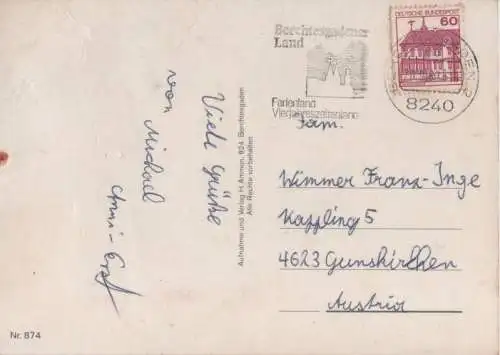 Viele Grüße
von Michael
Berchtesgadener
Land
Ferienland
Vierjahreszeitenland
DEUTSCHE BUNDESPOST
60
8240
Fam.
Wimmer Franz-Inge
Kappling 5
4623 Gunskirchen
Austria
Aufnahme und Verlag H. Ammon, 824 Berchtesgaden
Alle Rechte vorbehalten
Nr. 874